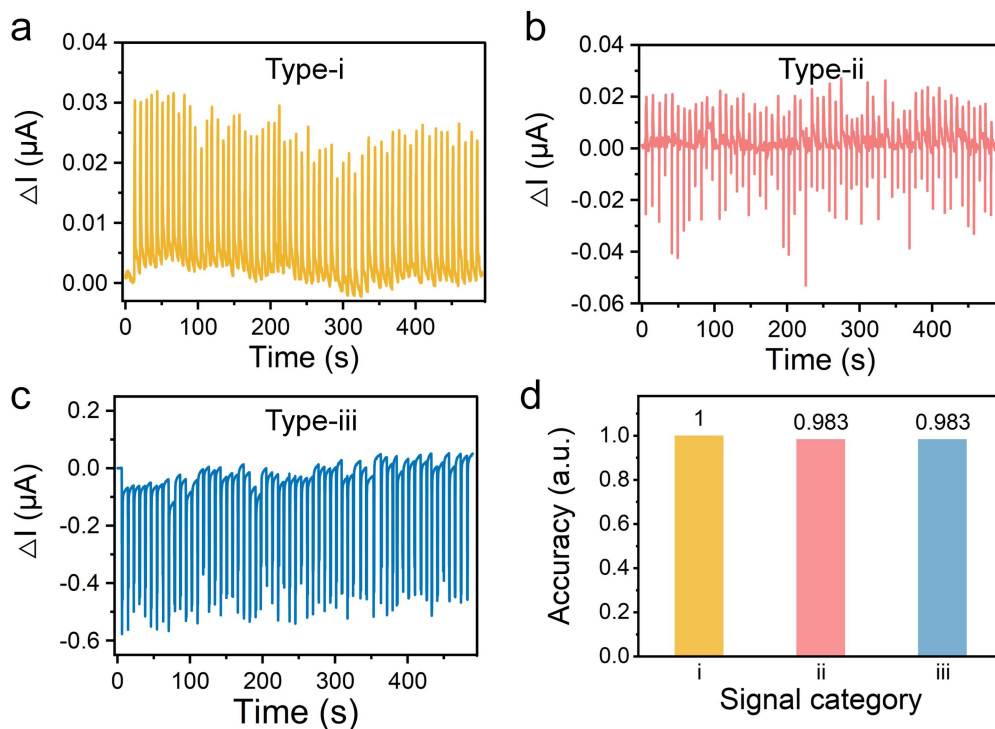 a
Type-i
0.04
0.03
0.02
0.01
0.00
△I (μA)
0 100 200 300 400
Time (s)
b
Type-ii
0.04
0.02
0.00
-0.02
-0.04
-0.06
△I (μA)
0 100 200 300 400
Time (s)
c
Type-iii
0.2
0.0
-0.2
-0.4
-0.6
△I (μA)
0 100 200 300 400
Time (s)
d
1 0.983 0.983
1.0
0.8
0.6
0.4
0.2
0.0
Accuracy (a.u.)
i ii iii
Signal category